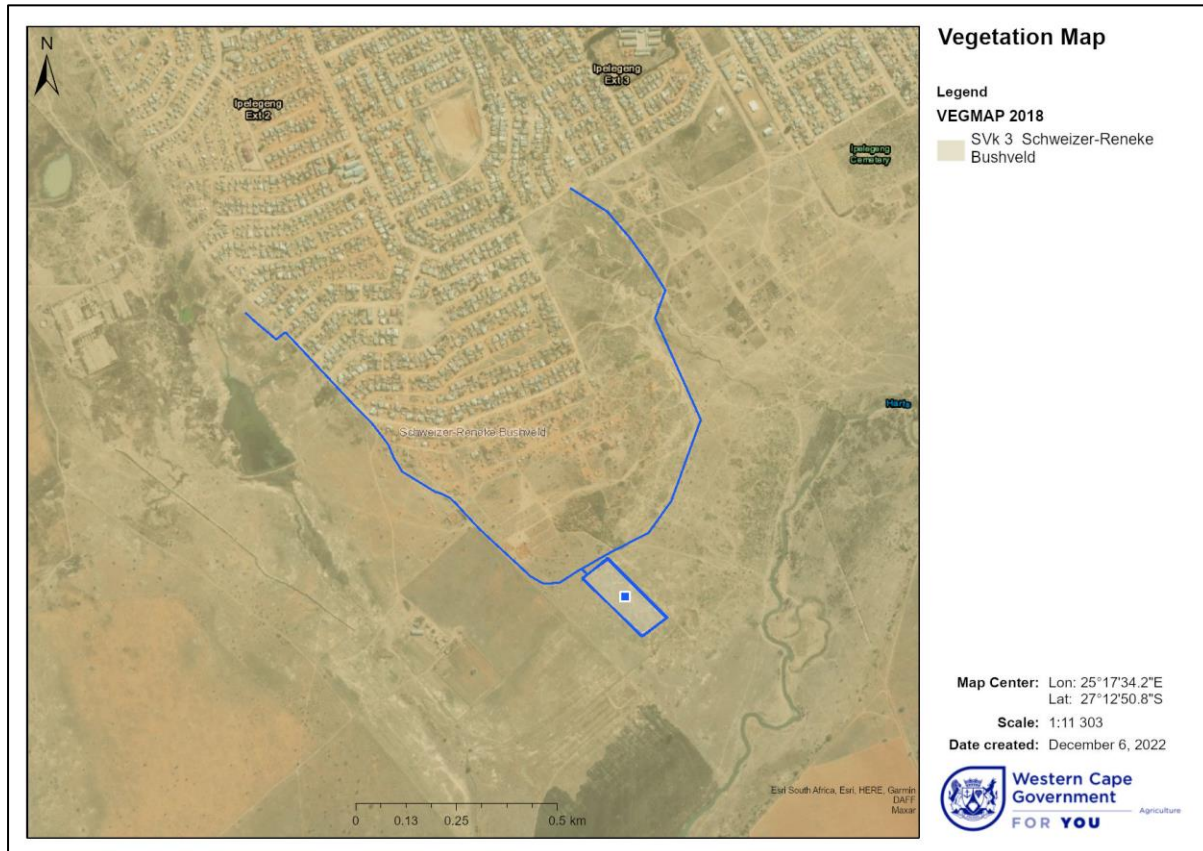 Vegetation Map
Legend
VEGMAP 2018
SVk 3 Schweizer-Reneke
Bushveld
N
Ipelegeng
Ext 2
Ipelegeng
Ext 3
Ipelegeng
Cemetery
Harts
Schweizer-Reneke Bushveld
0 0.13 0.25 0.5 km
Esri South Africa, Esri, HERE, Garmin
DAFF
Maxar
Map Center: Lon: 25°17'34.2"E
Lat: 27°12'50.8"S
Scale: 1:11 303
Date created: December 6, 2022
Western Cape
Government
Agriculture
FOR YOU